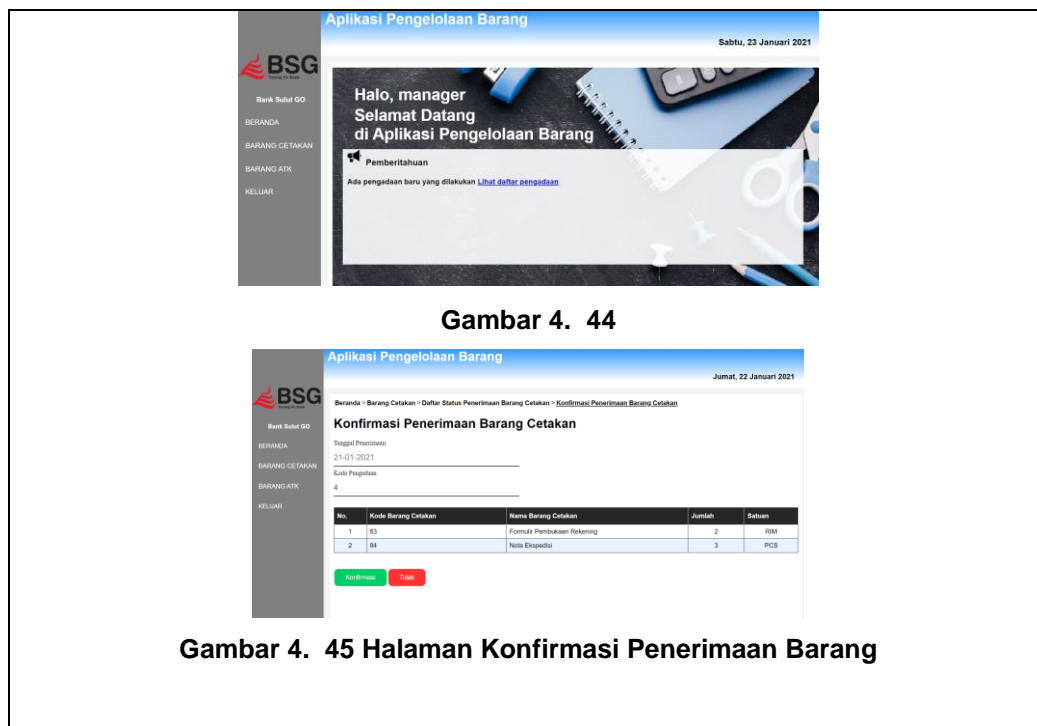 Aplikasi Pengelolaan Barang
Sabtu, 23 Januari 2021
BSG
Bank Sulut GO
BERANDA
BARANG CETAKAN
BARANG ATK
KELUAR
Halo, manager
Selamat Datang
di Aplikasi Pengelolaan Barang
Pemberitahuan
Ada pengadaan baru yang dilakukan Lihat daftar pengadaan
Gambar 4. 44
Aplikasi Pengelolaan Barang
Jumat, 22 Januari 2021
BSG
Bank Sulut GO
BERANDA
BARANG CETAKAN
BARANG ATK
KELUAR
Beranda > Barang Cetakan > Daftar Status Penerimaan Barang Cetakan > Konfirmasi Penerimaan Barang Cetakan
Konfirmasi Penerimaan Barang Cetakan
Tanggal Penerimaan
21-01-2021
Kode Pengadaan
4
No. Kode Barang Cetakan Nama Barang Cetakan Jumlah Satuan
1 83 Formulir Pembukaan Rekening 2 RIM
2 84 Nota Ekspedisi 3 PCS
Konfirmasi Tolak
Gambar 4. 45 Halaman Konfirmasi Penerimaan Barang